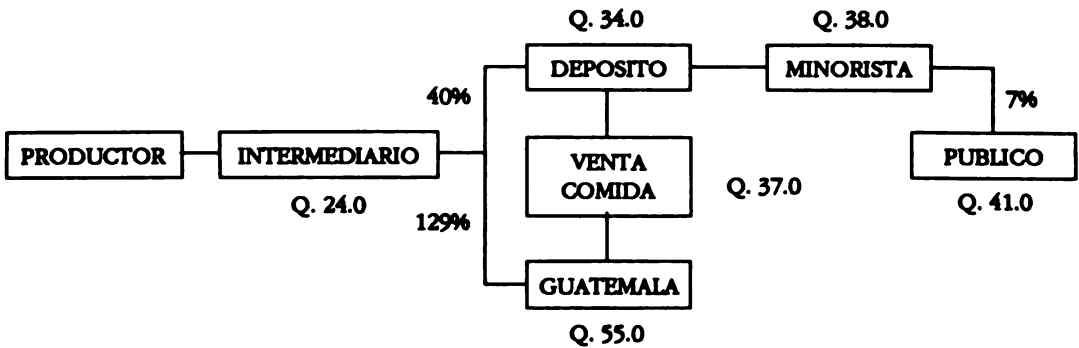 Q. 34.0
Q. 38.0
DEPOSITO
MINORISTA
40%
7%
PRODUCTOR
INTERMEDIARIO
VENTA
COMIDA
PUBLICO
Q. 24.0
Q. 37.0
Q. 41.0
129%
GUATEMALA
Q. 55.0